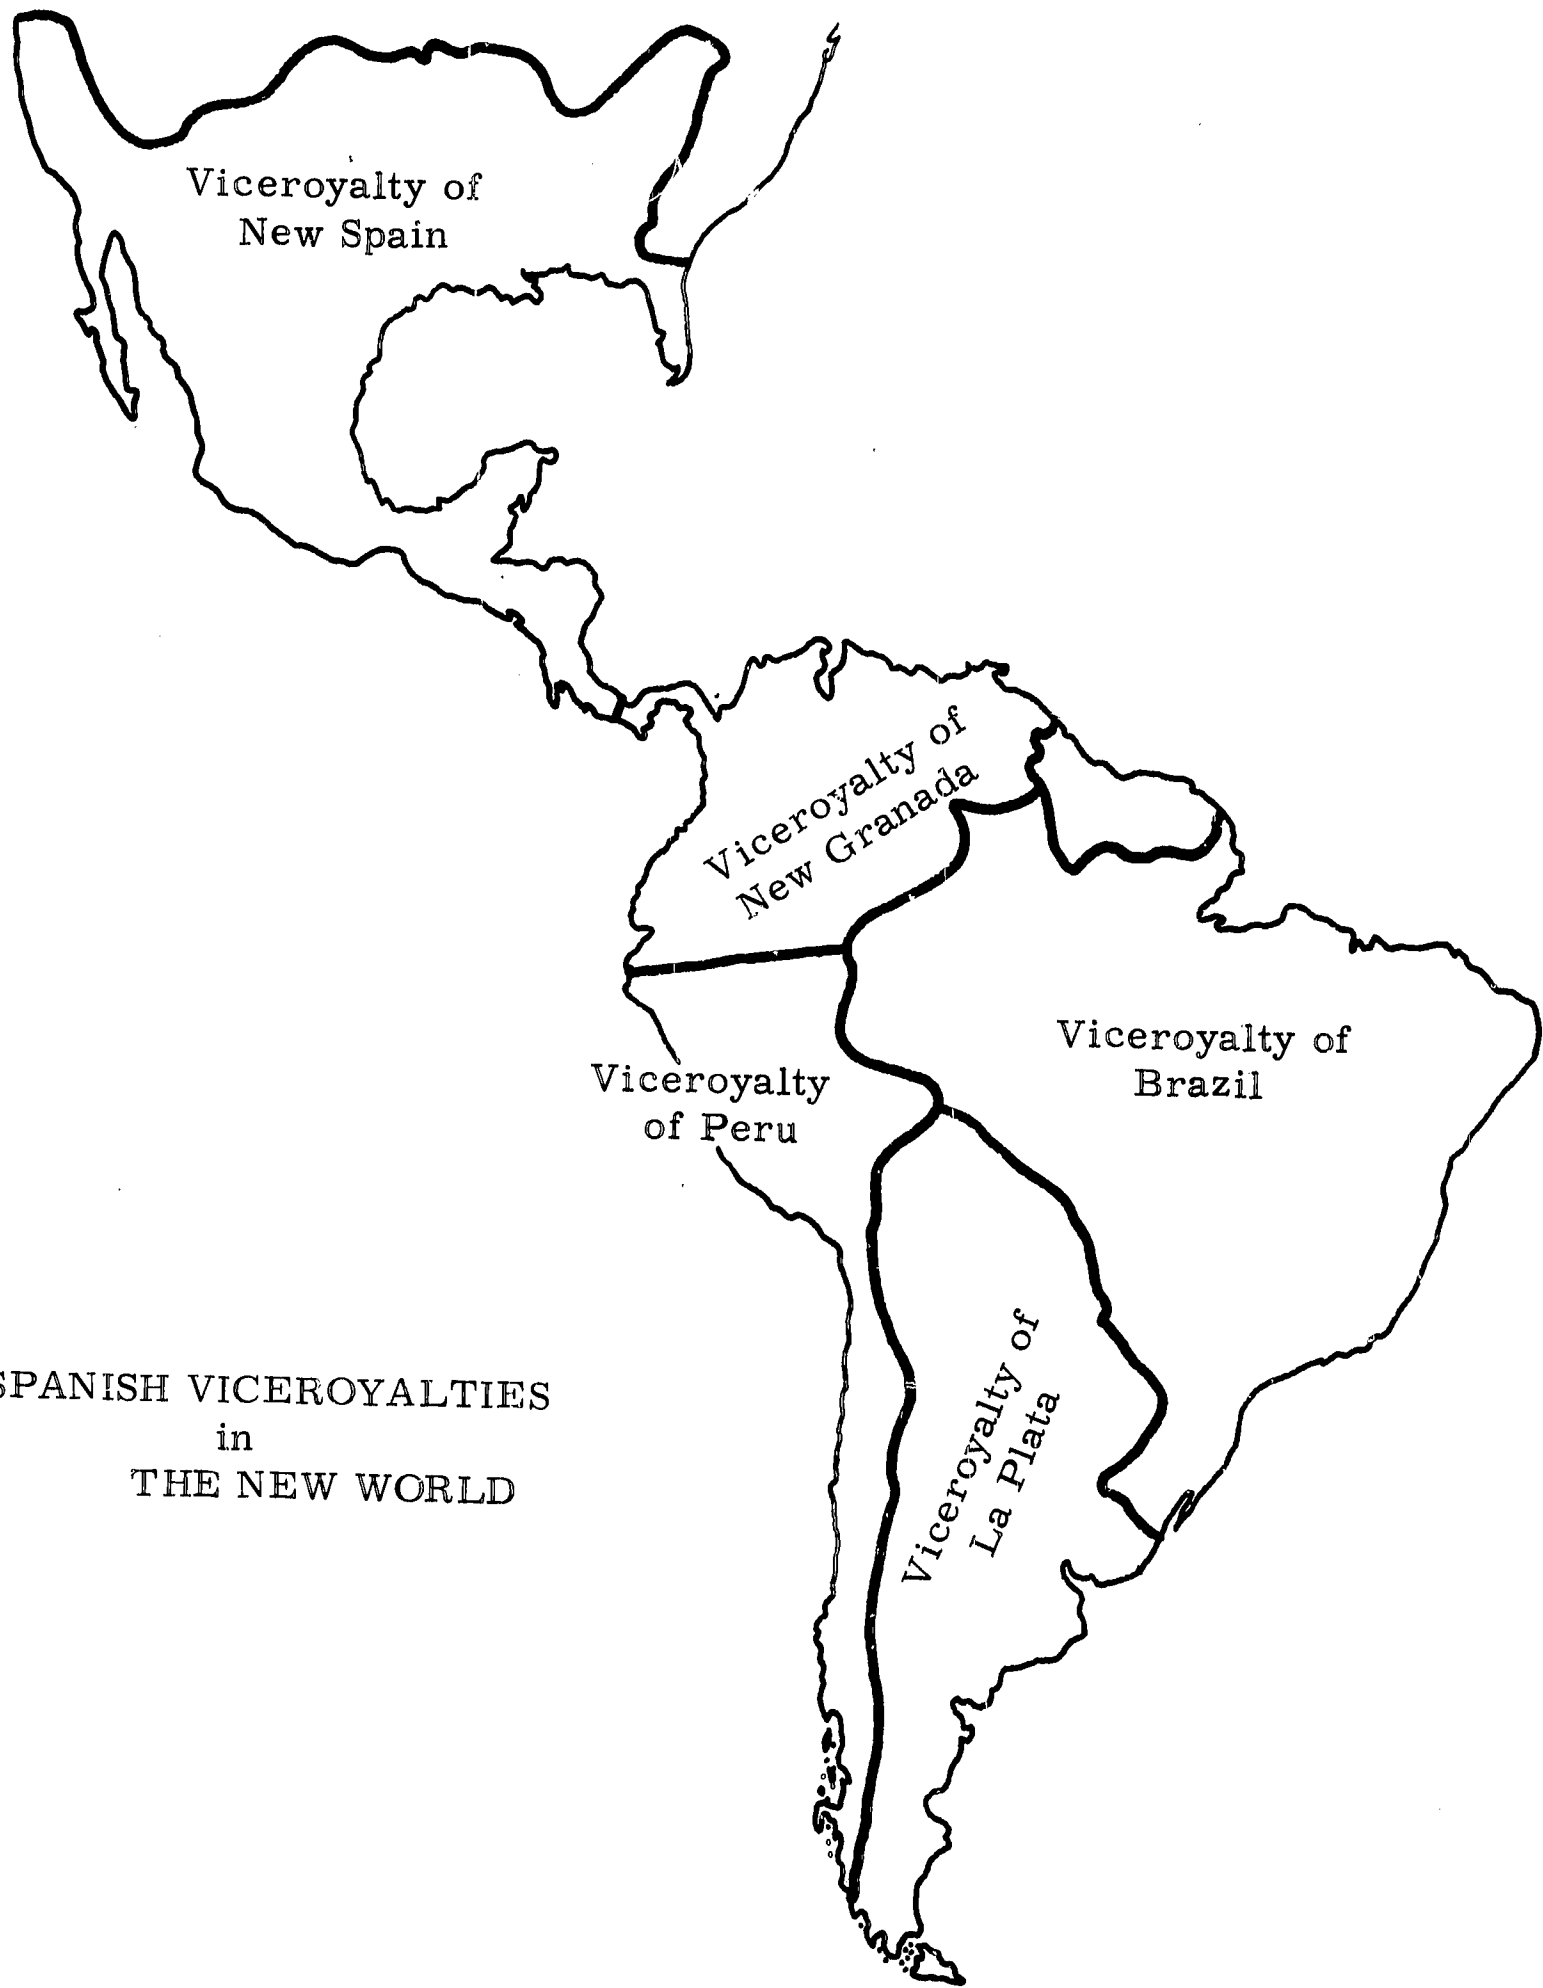 Viceroyalty of
New Spain
Viceroyalty of
New Granada
Viceroyalty of
Brazil
Viceroyalty
of Peru
Viceroyalty of
La Plata
SPANISH VICEROYALTIES
in
THE NEW WORLD